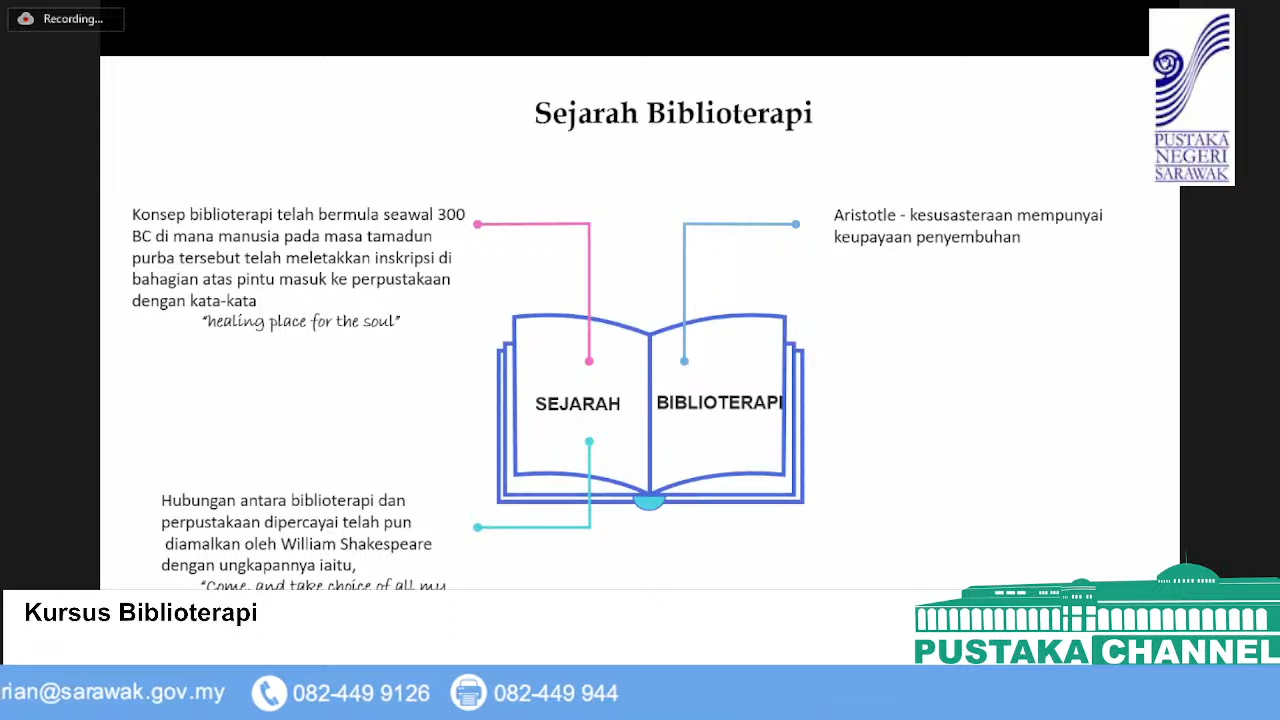 Recording...
PUSTAKA
NEGERI
SARAWAK
Sejarah Biblioterapi
Konsep biblioterapi telah bermula seawal 300
BC di mana manusia pada masa tamadun
purba tersebut telah meletakkan inskripsi di
bahagian atas pintu masuk ke perpustakaan
dengan kata-kata
“healing place for the soul”
Aristotle - kesusasteraan mempunyai
keupayaan penyembuhan
SEJARAH
BIBLIOTERAPI
Hubungan antara biblioterapi dan
perpustakaan dipercayai telah pun
diamalkan oleh William Shakespeare
dengan ungkapannya iaitu,
“Come, and take choice of all my
Kursus Biblioterapi
PUSTAKA CHANNEL
rian@sarawak.gov.my
082-449 9126
082-449 944